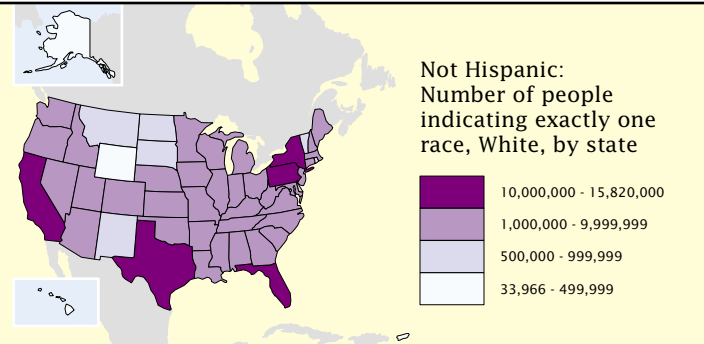 Not Hispanic:
Number of people
indicating exactly one
race, White, by state
10,000,000 - 15,820,000
1,000,000 - 9,999,999
500,000 - 999,999
33,966 - 499,999